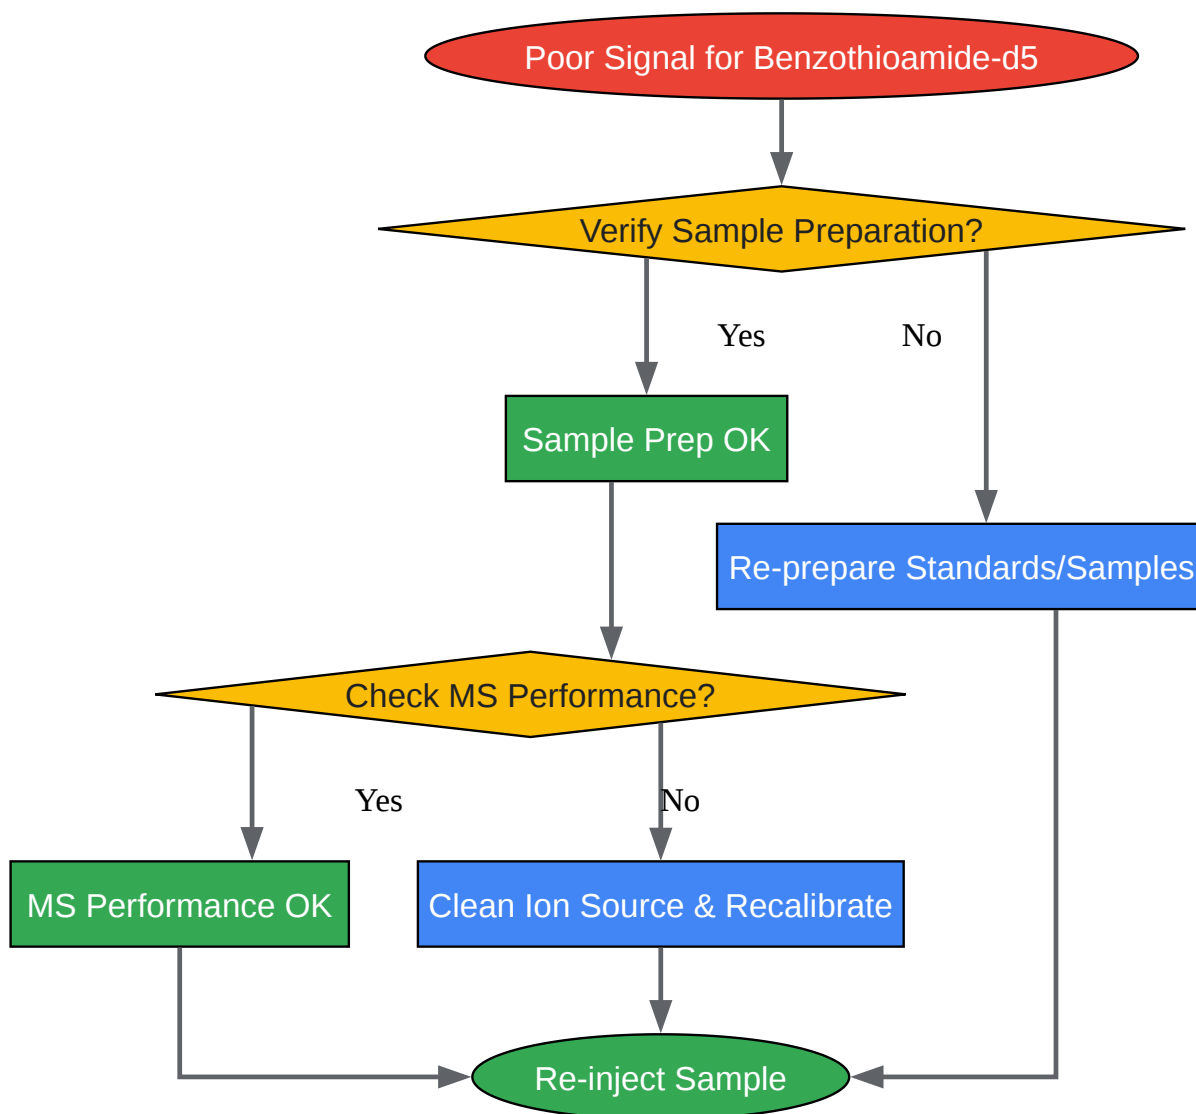 Poor Signal for Benzothioamide-d5
Verify Sample Preparation?
Yes
No
Sample Prep OK
Re-prepare Standards/Samples
Check MS Performance?
Yes
No
MS Performance OK
Clean Ion Source & Recalibrate
Re-inject Sample